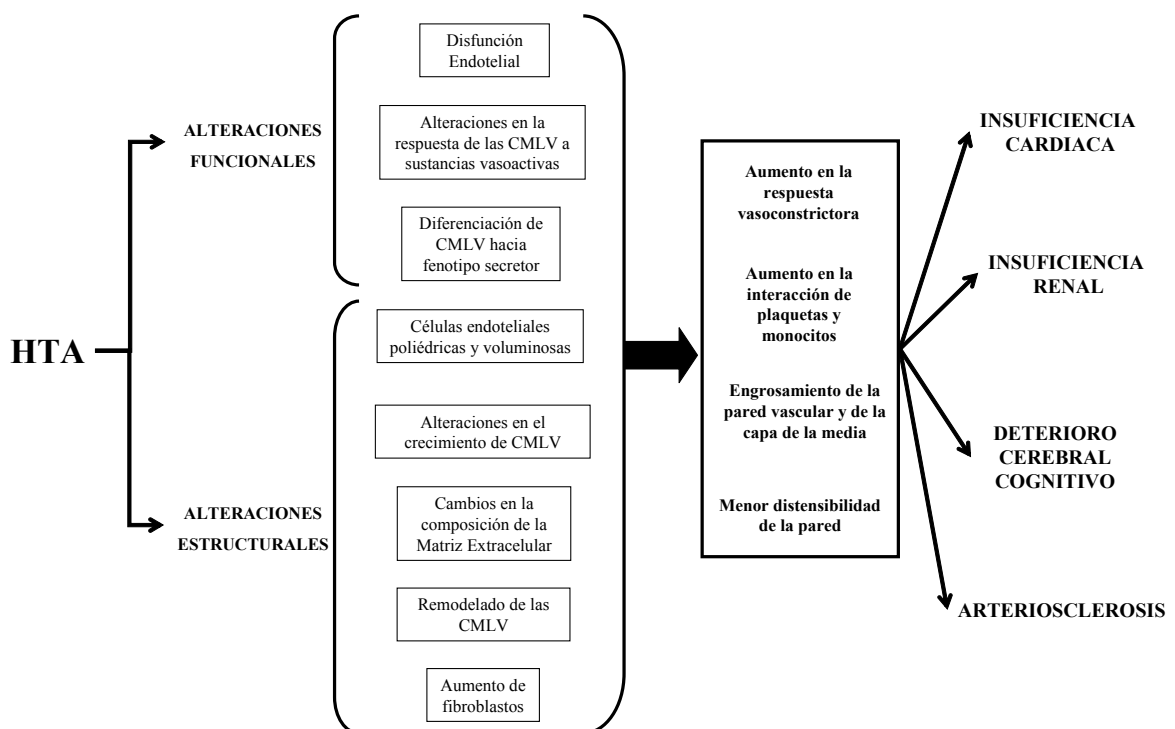 HTA
ALTERACIONES
FUNCIONALES
Disfunción
Endotelial
Alteraciones en la
respuesta de las CMLV a
sustancias vasoactivas
Diferenciación de
CMLV hacia
fenotipo secretor
ALTERACIONES
ESTRUCTURALES
Células endoteliales
poliédricas y voluminosas
Alteraciones en el
crecimiento de CMLV
Cambios en la
composición de la
Matriz Extracelular
Remodelado de las
CMLV
Aumento de
fibroblastos
Aumento en la
respuesta
vasoconstrictora
Aumento en la
interacción de
plaquetas y
monocitos
Engrosamiento de la
pared vascular y de la
capa de la media
Menor distensibilidad
de la pared
INSUFICIENCIA
CARDIACA
INSUFICIENCIA
RENAL
DETERIORO
CEREBRAL
COGNITIVO
ARTERIOSCLEROSIS